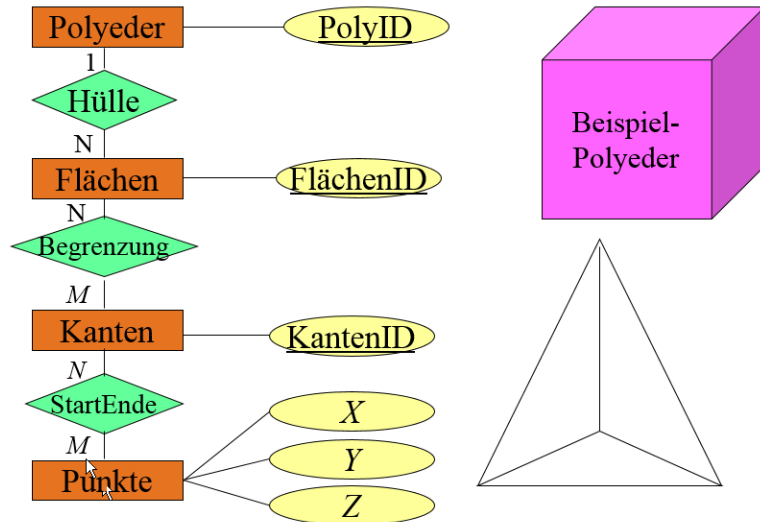 Polyeder
PolyID
1
Hülle
N
Flächen
FlächenID
N
Begrenzung
M
Kanten
KantenID
N
StartEnde
M
Punkte
X
Y
Z
Beispiel-
Polyeder